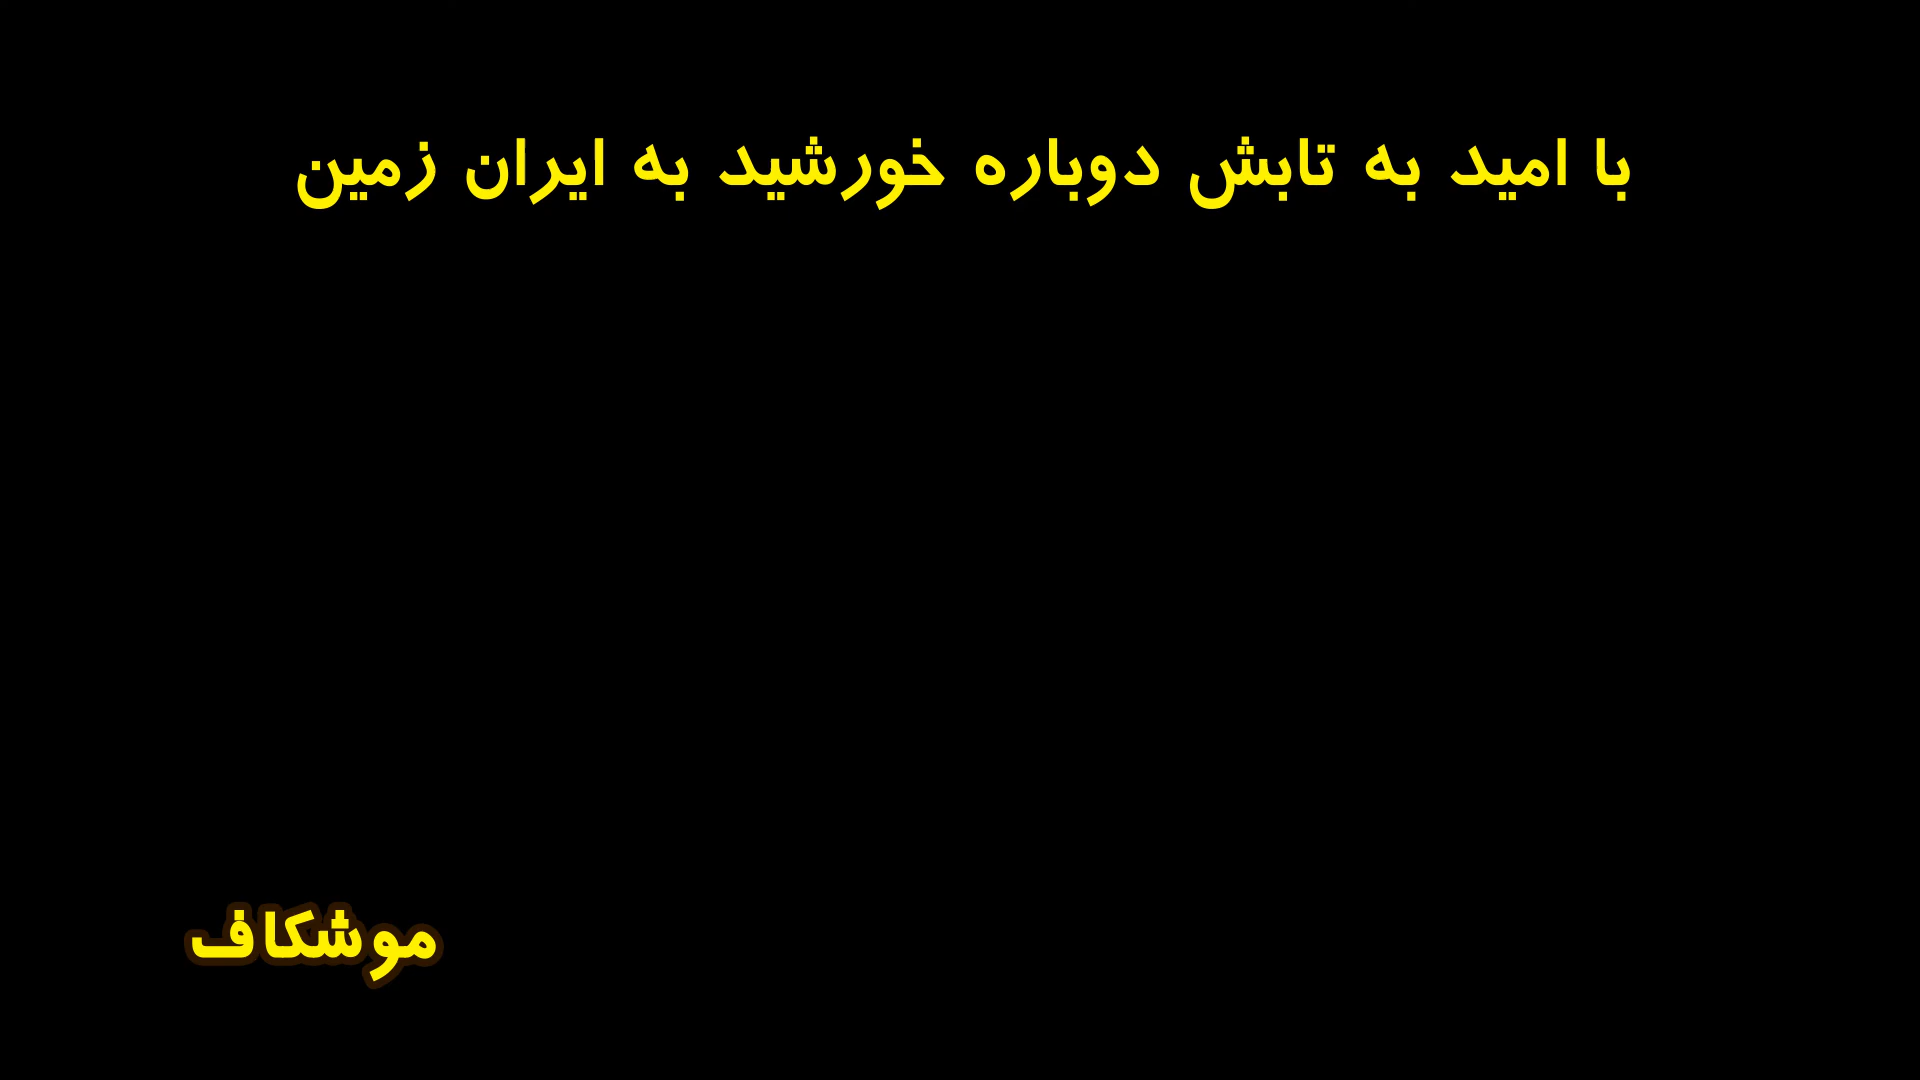 با امید به تابش دوباره خورشید به ایران زمین
موشکاف